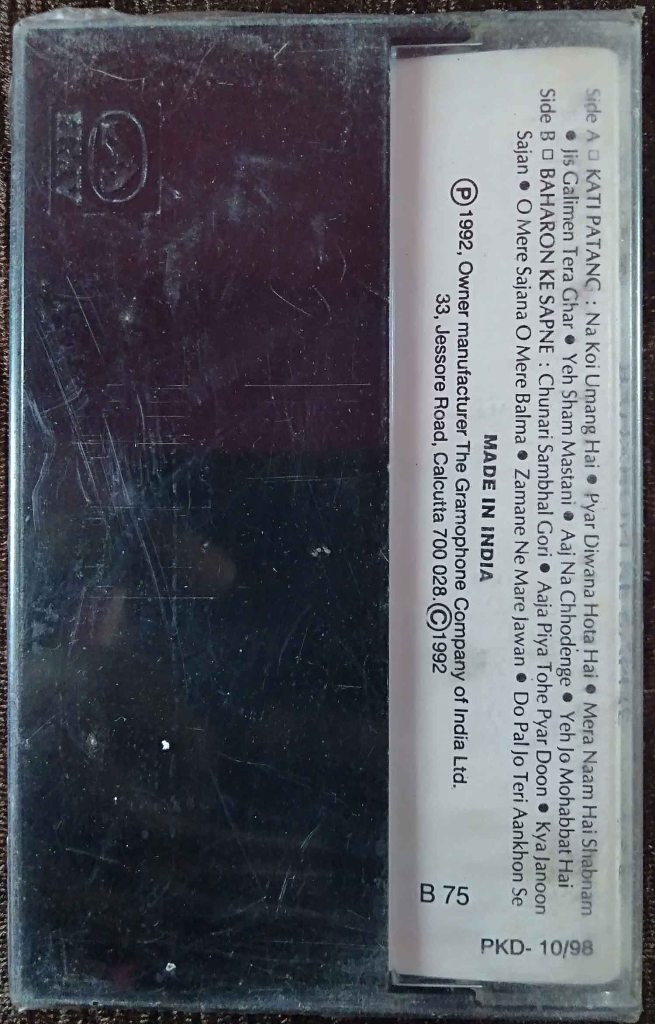 Side A □ KATI PATANG : Na Koi Umang Hai • Pyar Diwana Hota Hai • Mera Naam Hai Shabnam
• Jis Galimen Tera Ghar • Yeh Sham Mastani • Aaj Na Chhodenge • Yeh Jo Mohabbat Hai
Side B □ BAHARON KE SAPNE : Chunari Sambhal Gori • Aaja Piya Tohe Pyar Doon • Kya Janoon
Sajan • O Mere Sajana O Mere Balma • Zamane Ne Mare Jawan • Do Pal Jo Teri Aankhon Se
MADE IN INDIA
Ⓟ1992, Owner manufacturer The Gramophone Company of India Ltd.
33, Jessore Road, Calcutta 700 028.©1992
B 75
PKD- 10/98